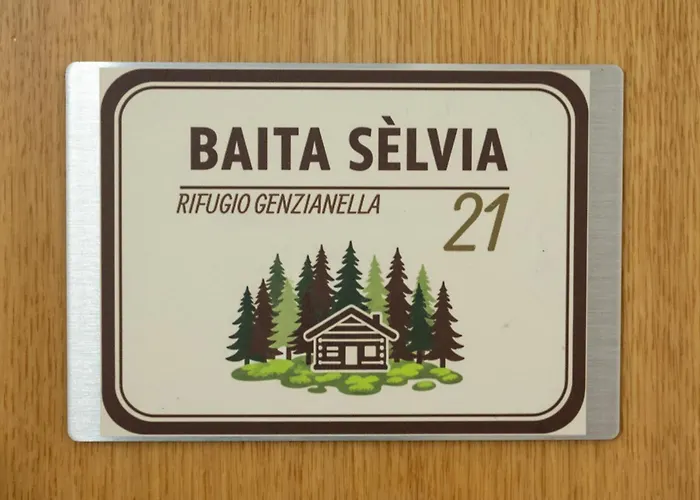 BAITA SÈLVIA
RIFUGIO GENZIANELLA
21